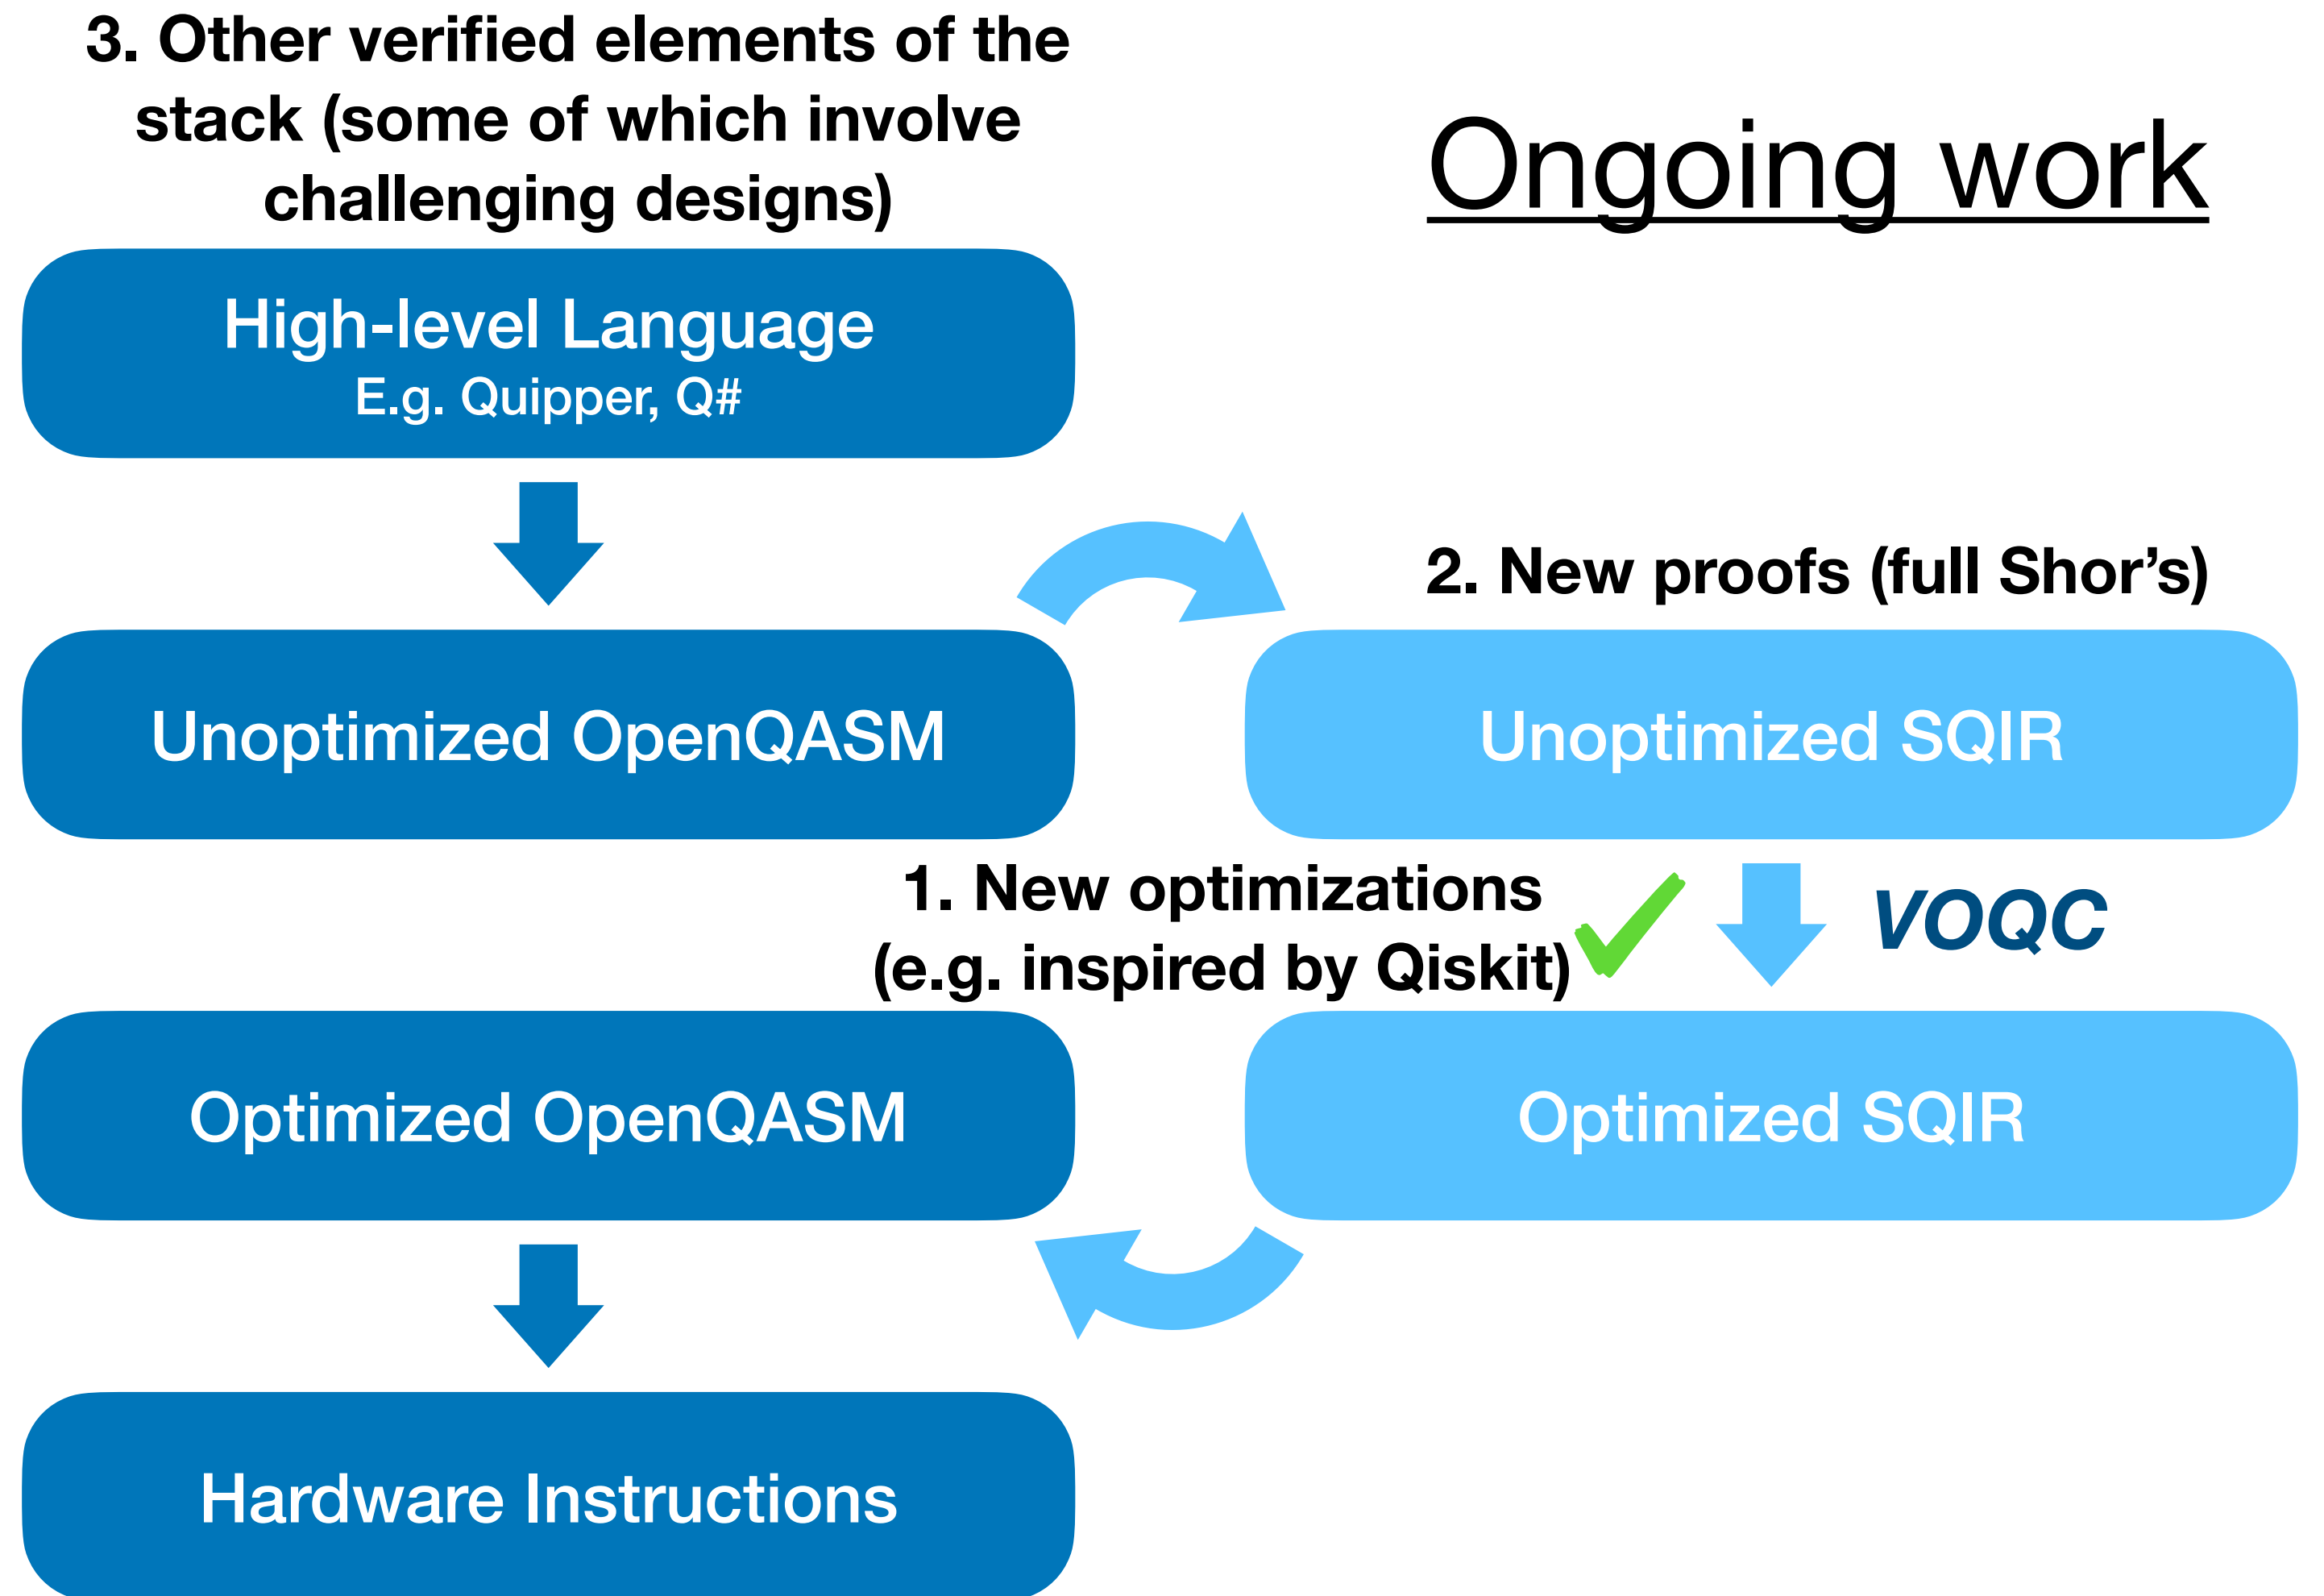 3. Other verified elements of the
stack (some of which involve
challenging designs)
Ongoing work
High-level Language
E.g. Quipper, Q#
2. New proofs (full Shor’s)
Unoptimized OpenQASM
Unoptimized SQIR
1. New optimizations
(e.g. inspired by Qiskit)
VOQC
Optimized OpenQASM
Optimized SQIR
Hardware Instructions